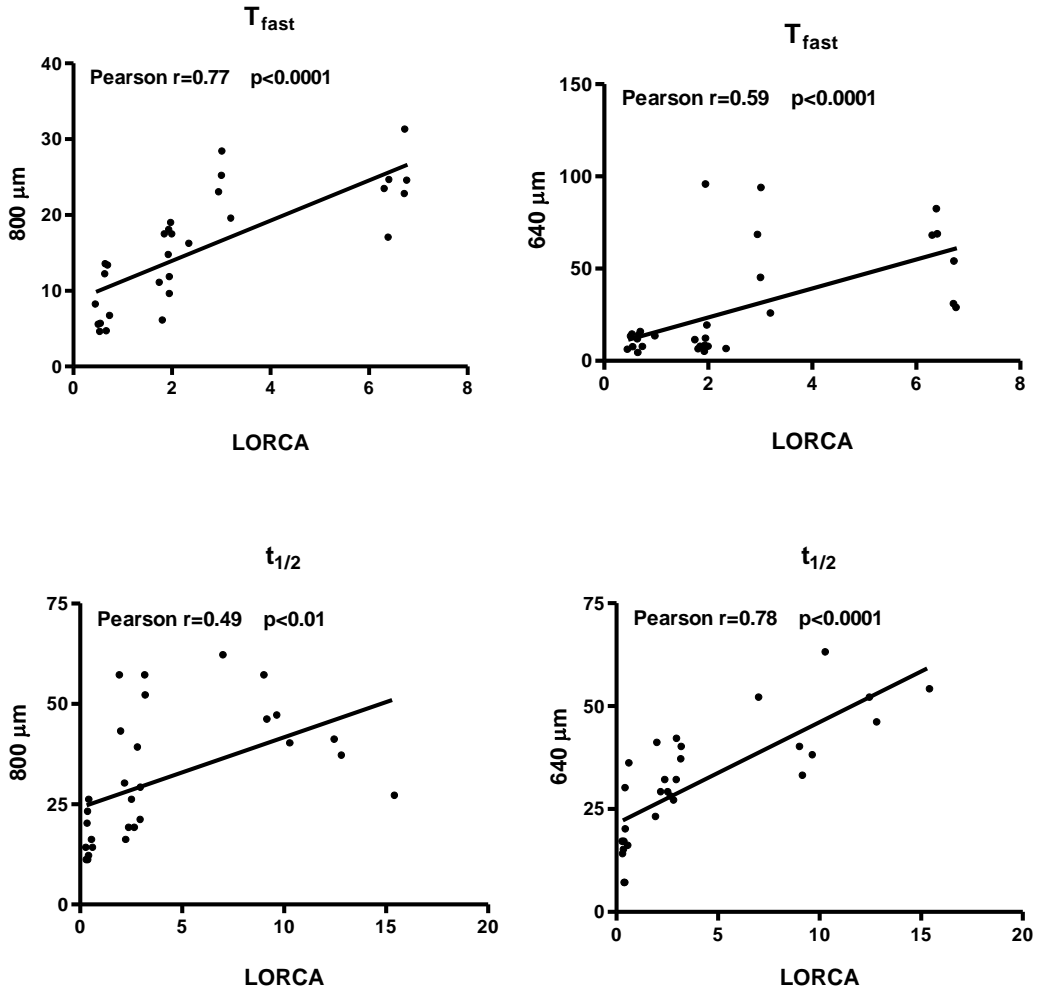 T_fast
Pearson r=0.77 p<0.0001
40
30
20
10
0
800 µm
0 2 4 6 8
LORCA
T_fast
Pearson r=0.59 p<0.0001
150
100
50
0
640 µm
0 2 4 6 8
LORCA
t_1/2
Pearson r=0.49 p<0.01
75
50
25
0
800 µm
0 5 10 15 20
LORCA
t_1/2
Pearson r=0.78 p<0.0001
75
50
25
0
640 µm
0 5 10 15 20
LORCA